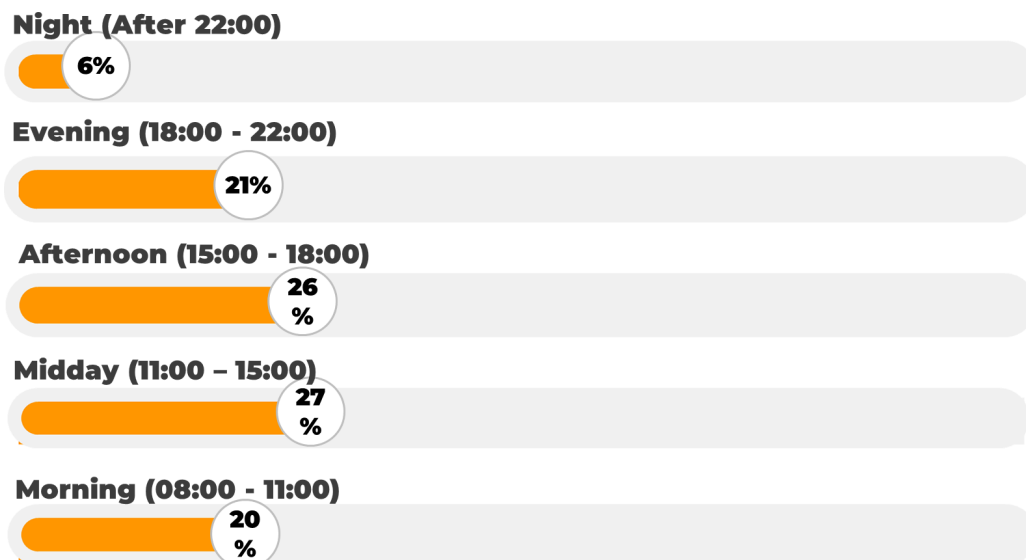 Night (After 22:00)
6%
Evening (18:00 - 22:00)
21%
Afternoon (15:00 - 18:00)
26
%
Midday (11:00 – 15:00)
27
%
Morning (08:00 - 11:00)
20
%